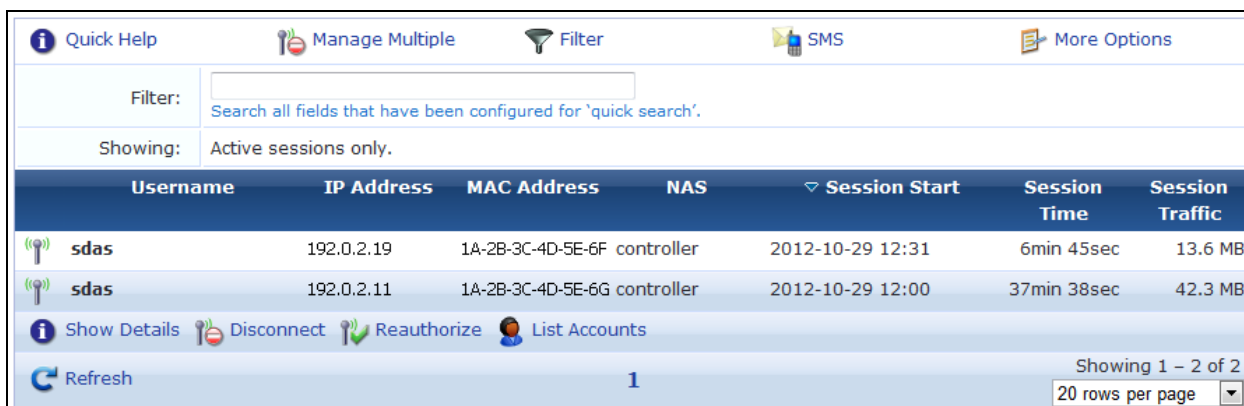 Quick Help Manage Multiple Filter SMS More Options
Filter:
Search all fields that have been configured for ‘quick search’.
Showing: Active sessions only.
Username IP Address MAC Address NAS Session Start Session Time Session Traffic
sdas 192.0.2.19 1A-2B-3C-4D-5E-6F controller 2012-10-29 12:31 6min 45sec 13.6 MB
sdas 192.0.2.11 1A-2B-3C-4D-5E-6G controller 2012-10-29 12:00 37min 38sec 42.3 MB
Show Details Disconnect Reauthorize List Accounts
Refresh 1 Showing 1 – 2 of 2
20 rows per page